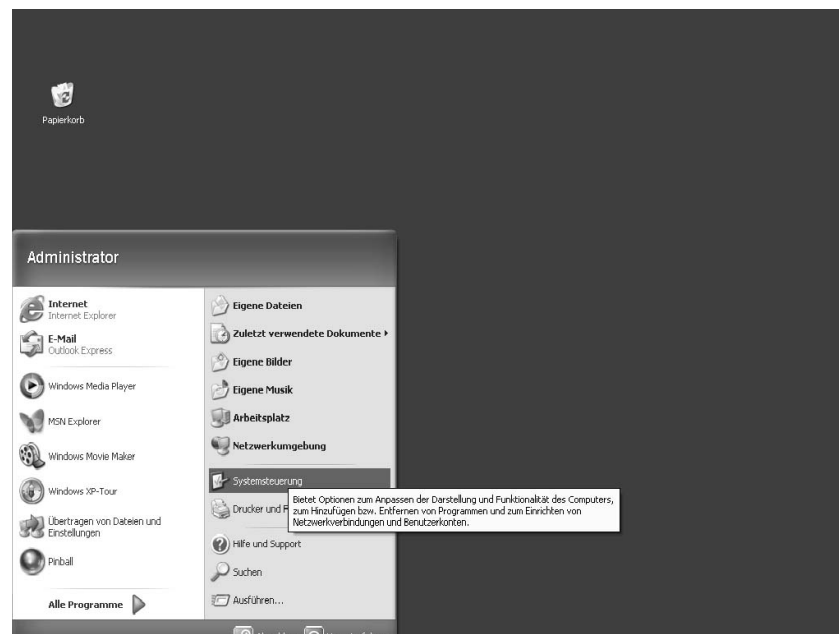 Papierkorb
Administrator
Internet
Internet Explorer
E-Mail
Outlook Express
Windows Media Player
MSN Explorer
Windows Movie Maker
Windows XP-Tour
Übertragen von Dateien und
Einstellungen
Pinball
Alle Programme
Eigene Dateien
Zuletzt verwendete Dokumente
Eigene Bilder
Eigene Musik
Arbeitsplatz
Netzwerkumgebung
Systemsteuerung
Drucker und F
Bietet Optionen zum Anpassen der Darstellung und Funktionalität des Computers,
zum Hinzufügen bzw. Entfernen von Programmen und zum Einrichten von
Netzwerkverbindungen und Benutzerkonten.
Hilfe und Support
Suchen
Ausführen...